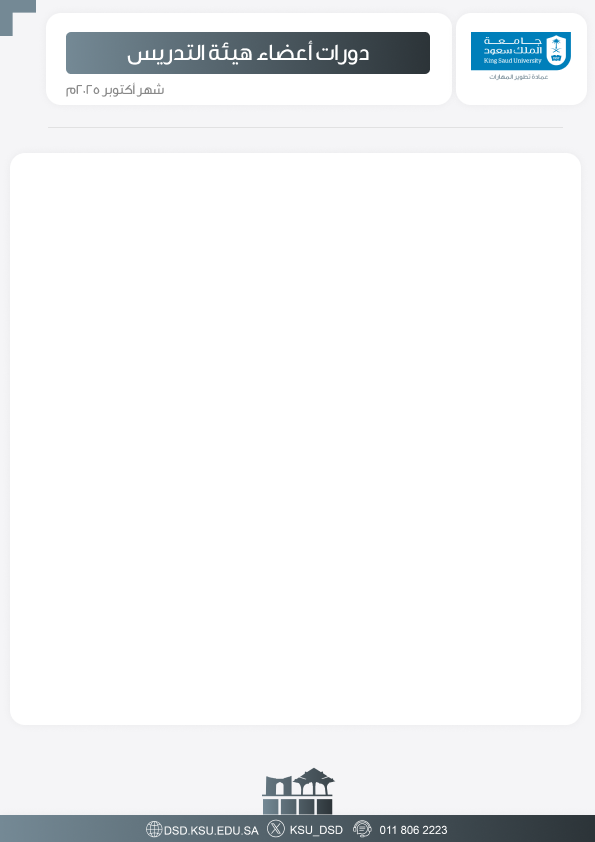 جامعة
الملك سعود
King Saud University
عمادة تطوير المهارات
دورات أعضاء هيئة التدريس
شهر أكتوبر ٢٠٢٥م
DSD.KSU.EDU.SA KSU_DSD 011 806 2223